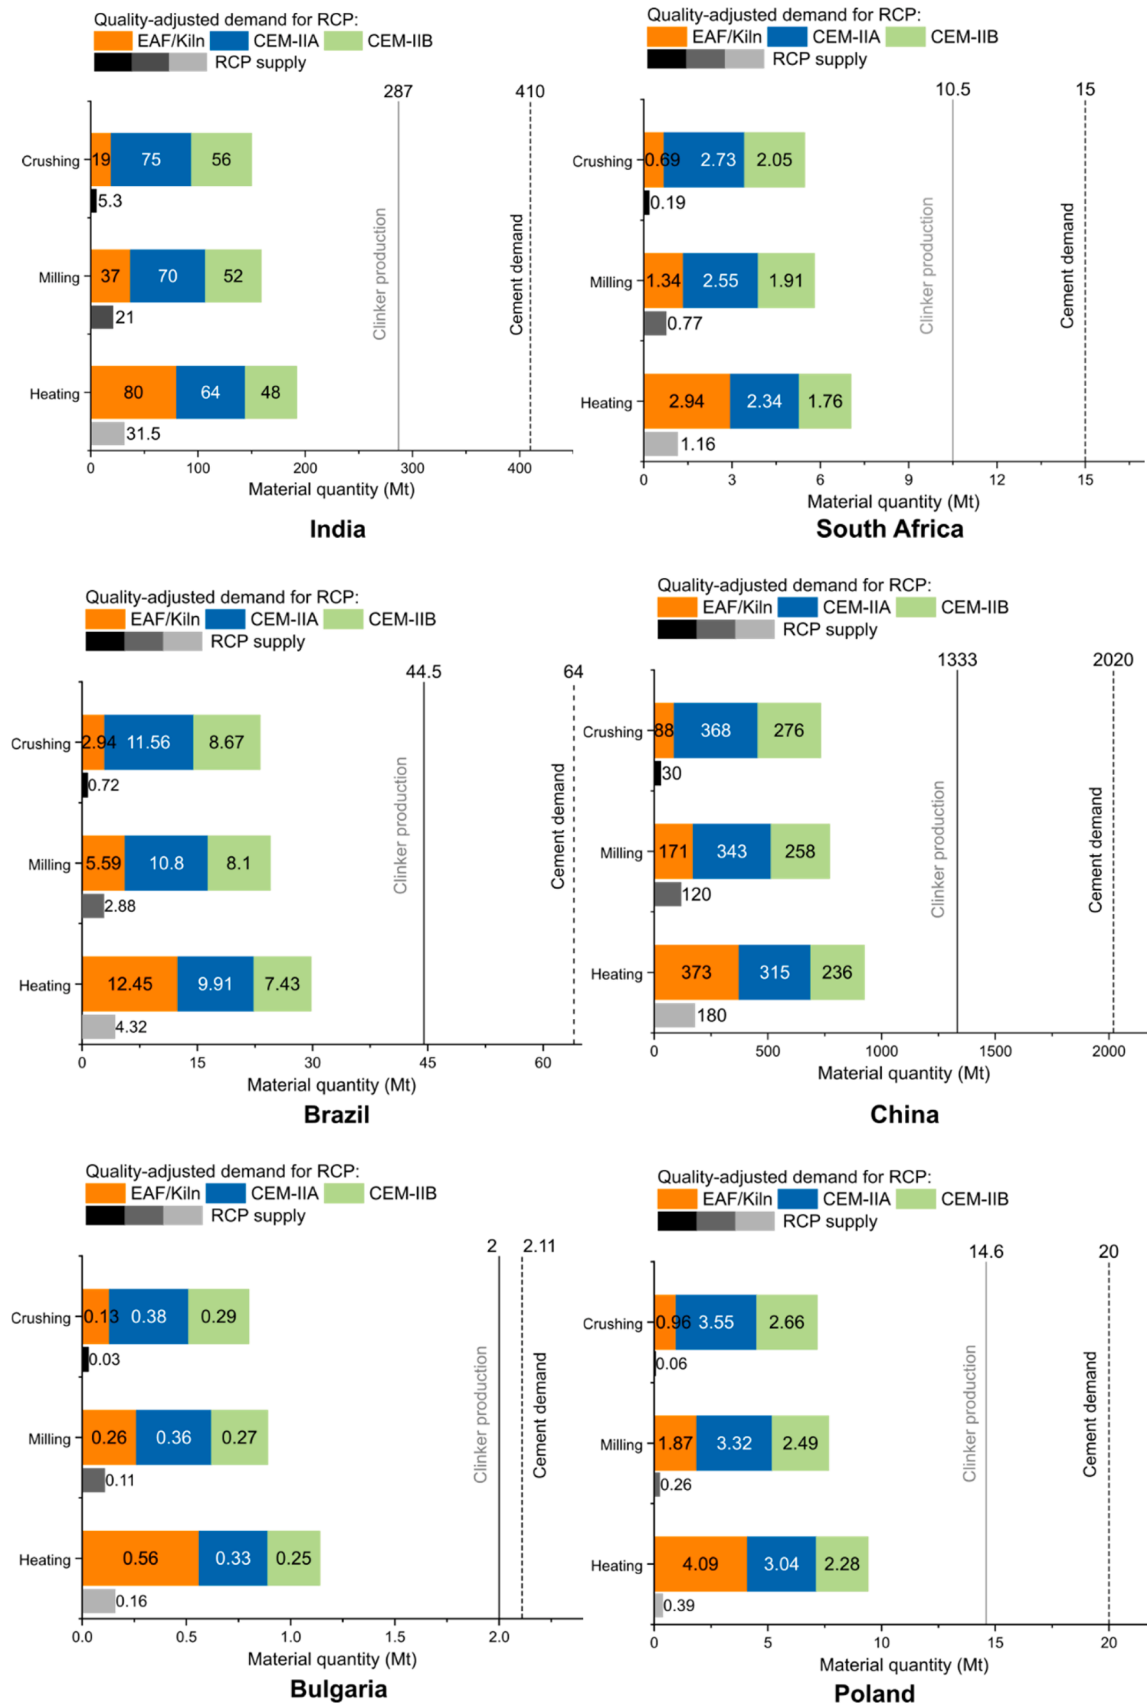 Quality-adjusted demand for RCP:
EAF/Kiln CEM-IIA CEM-IIB
RCP supply
287 410
Crushing 19 75 56
5.3
Milling 37 70 52
21
Heating 80 64 48
31.5
Clinker production
Cement demand
0 100 200 300 400
Material quantity (Mt)
India
Quality-adjusted demand for RCP:
EAF/Kiln CEM-IIA CEM-IIB
RCP supply
10.5 15
Crushing 0.69 2.73 2.05
0.19
Milling 1.34 2.55 1.91
0.77
Heating 2.94 2.34 1.76
1.16
Clinker production
Cement demand
0 3 6 9 12 15
Material quantity (Mt)
South Africa
Quality-adjusted demand for RCP:
EAF/Kiln CEM-IIA CEM-IIB
RCP supply
44.5 64
Crushing 2.94 11.56 8.67
0.72
Milling 5.59 10.8 8.1
2.88
Heating 12.45 9.91 7.43
4.32
Clinker production
Cement demand
0 15 30 45 60
Material quantity (Mt)
Brazil
Quality-adjusted demand for RCP:
EAF/Kiln CEM-IIA CEM-IIB
RCP supply
1333 2020
Crushing 88 368 276
30
Milling 171 343 258
120
Heating 373 315 236
180
Clinker production
Cement demand
0 500 1000 1500 2000
Material quantity (Mt)
China
Quality-adjusted demand for RCP:
EAF/Kiln CEM-IIA CEM-IIB
RCP supply
2 2.11
Crushing 0.13 0.38 0.29
0.03
Milling 0.26 0.36 0.27
0.11
Heating 0.56 0.33 0.25
0.16
Clinker production
Cement demand
0.0 0.5 1.0 1.5 2.0
Material quantity (Mt)
Bulgaria
Quality-adjusted demand for RCP:
EAF/Kiln CEM-IIA CEM-IIB
RCP supply
14.6 20
Crushing 0.96 3.55 2.66
0.06
Milling 1.87 3.32 2.49
0.26
Heating 4.09 3.04 2.28
0.39
Clinker production
Cement demand
0 5 10 15 20
Material quantity (Mt)
Poland